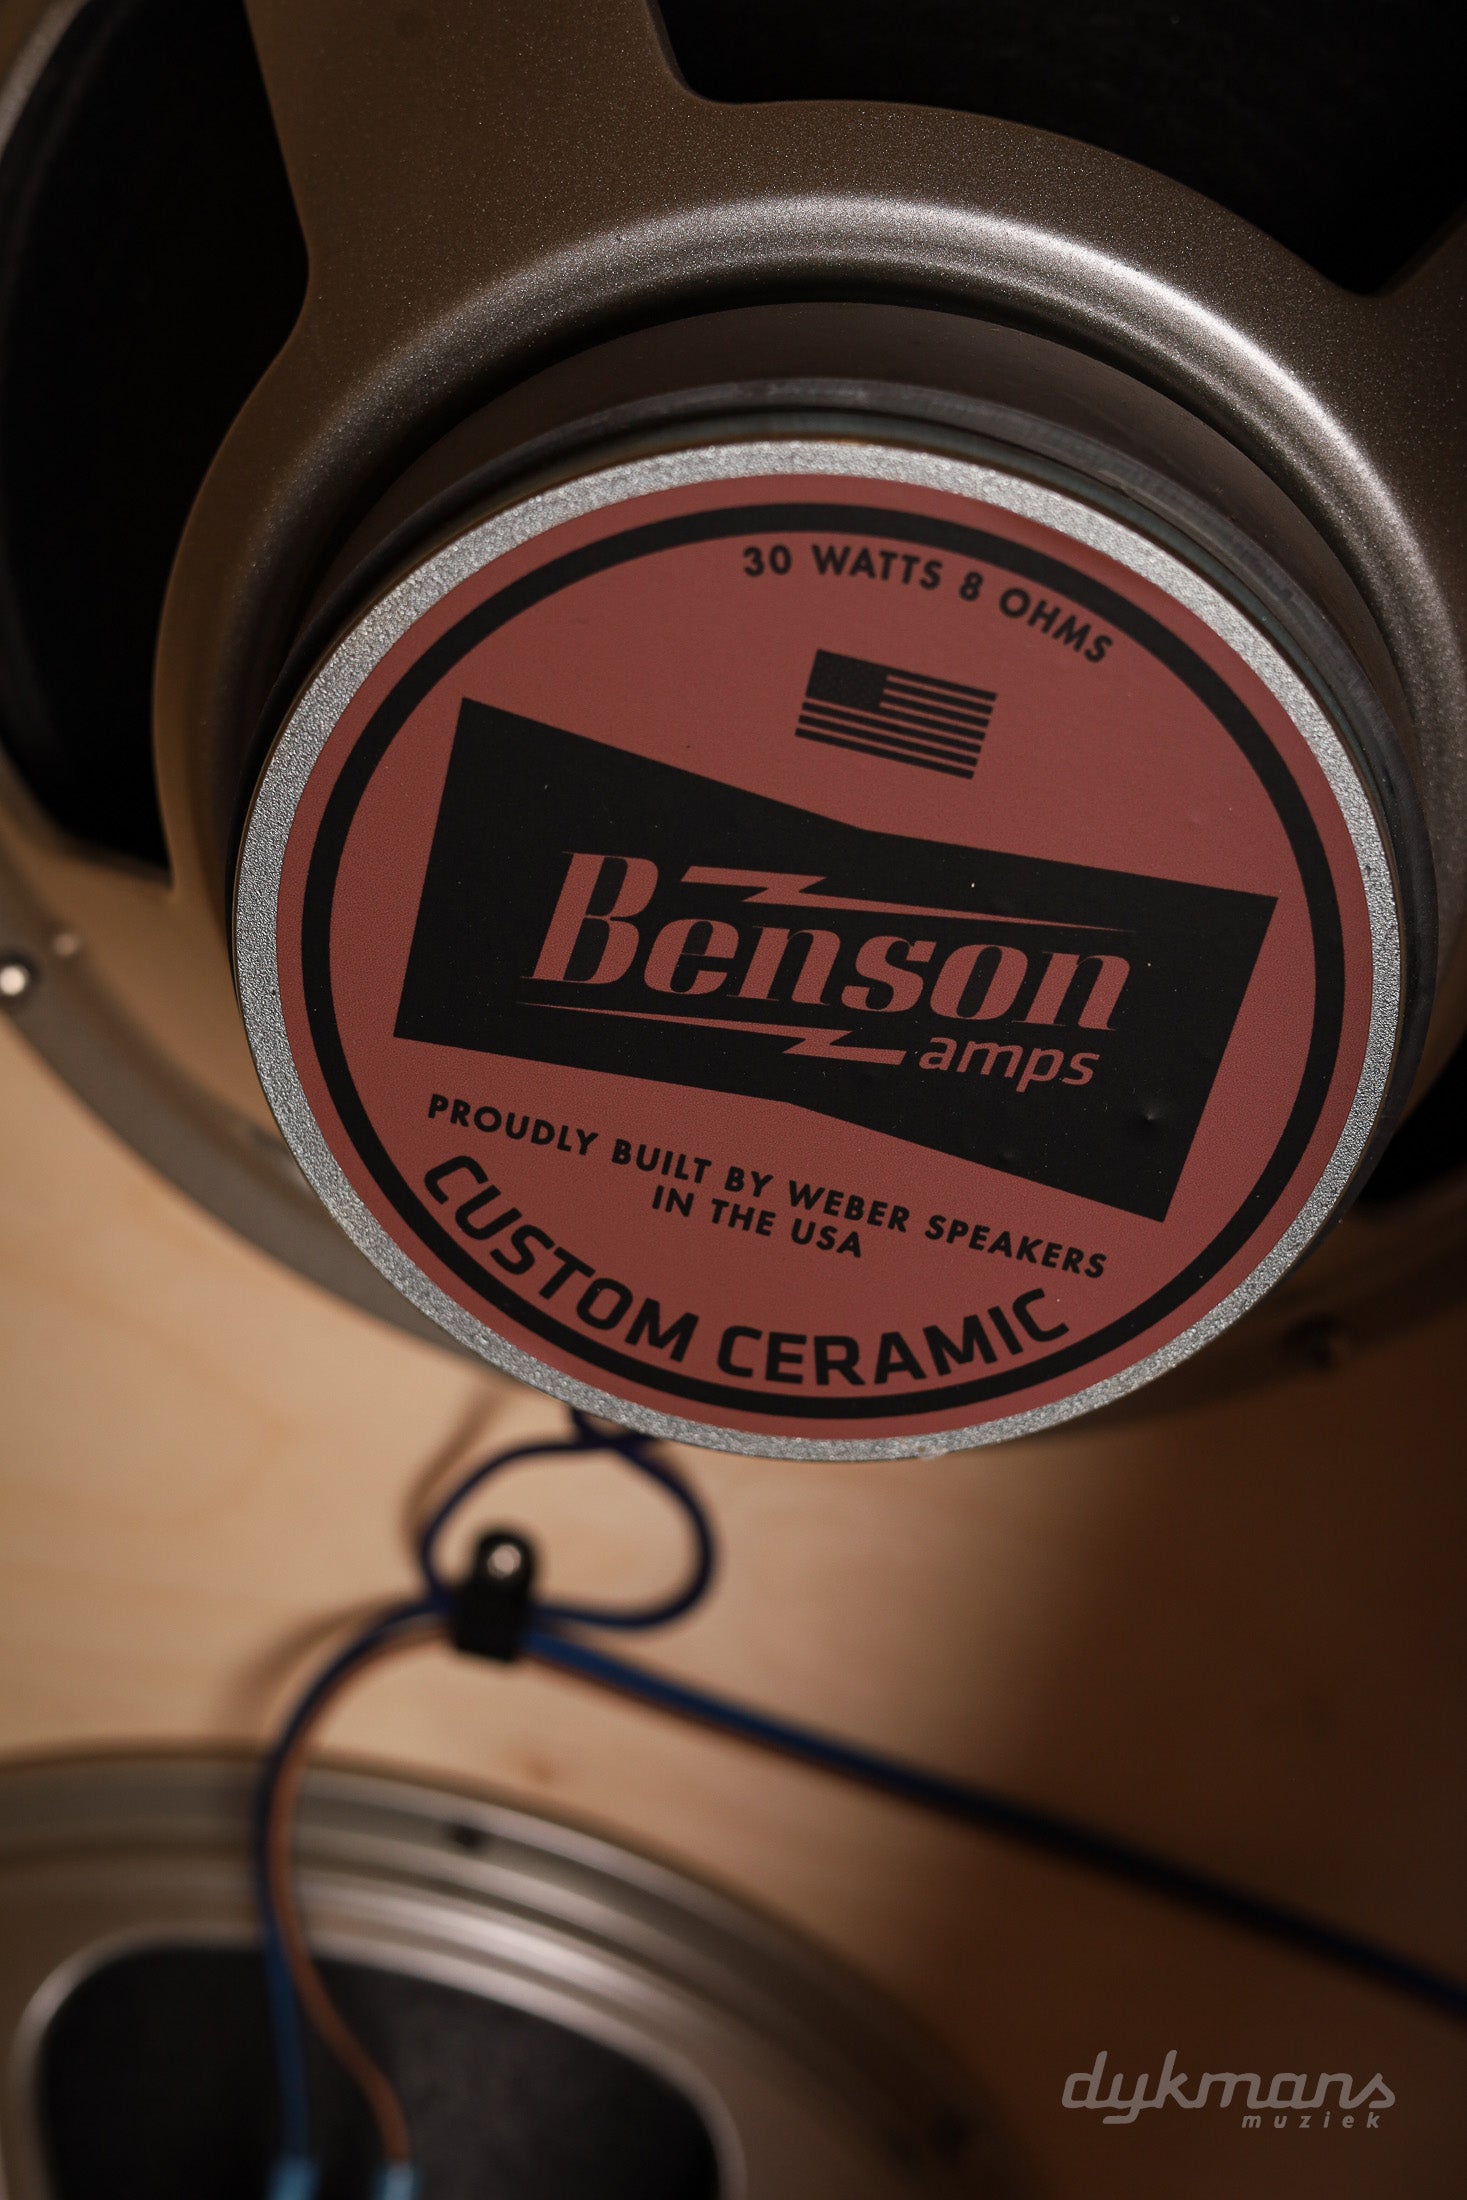 30 WATTS 8 OHMS
Benson
amps
PROUDLY BUILT BY WEBER SPEAKERS
IN THE USA
CUSTOM CERAMIC
dykmans
muziek